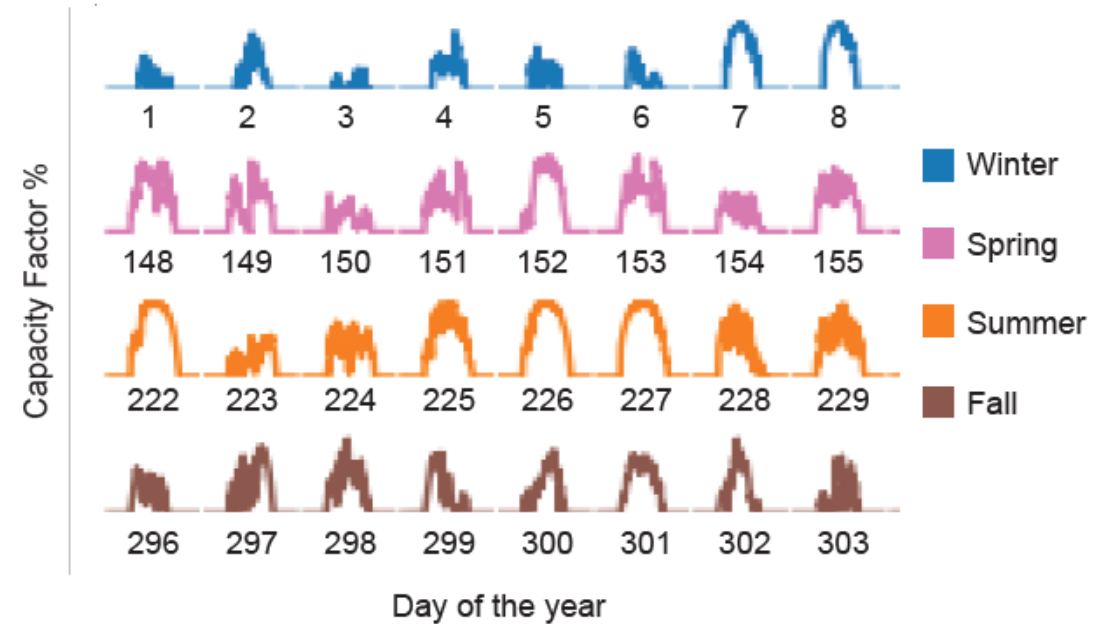 1 2 3 4 5 6 7 8
148 149 150 151 152 153 154 155
222 223 224 225 226 227 228 229
296 297 298 299 300 301 302 303
Capacity Factor %
Day of the year
Winter
Spring
Summer
Fall